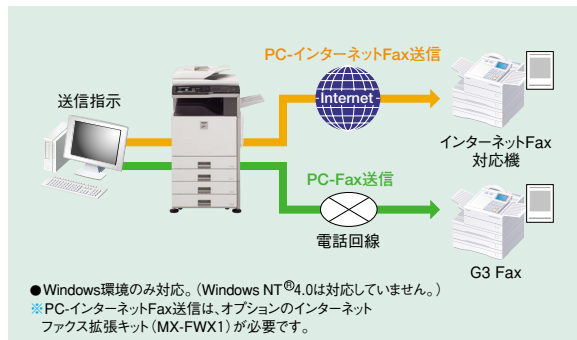 PC-インターネットFax送信
送信指示
Internet
インターネットFax
対応機
PC-Fax送信
電話回線
G3 Fax
●Windows環境のみ対応。（Windows NT®4.0は対応していません。）
※PC-インターネットFax送信は、オプションのインターネット
ファクス拡張キット（MX-FWX1）が必要です。